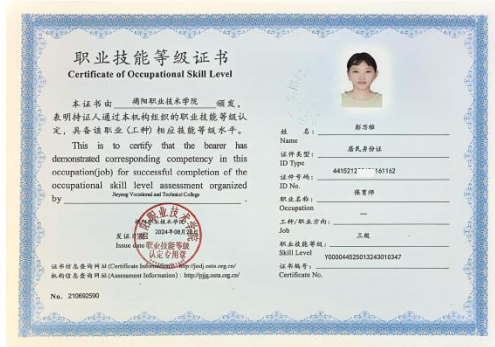 职业技能等级证书
Certificate of Occupational Skill Level
本证书由 揭阳职业技术学院 颁发，
表明持证人通过本机构组织的职业技能等级认
定，具备该职业（工种）相应技能等级水平。
This is to certify that the bearer has
demonstrated corresponding competency in this
occupation(job) for successful completion of the
occupational skill level assessment organized
by Jieyang Vocational and Technical College
揭阳职业技术学院
发证日期： 2024年08月
Issue date
职业技能等级
认定专用章
证书信息查询网址(Certificate Information)：http://jndj.osta.org.cn/
机构信息查询网址(Assessment Information)：http://pjjg.osta.org.cn/
No. 210692590
姓 名：
Name
证件类型： 居民身份证
ID Type
证件号码：
ID No.
161162
职业名称： 保育师
Occupation
工种/职业方向： —
Job
职业技能等级： 三级
Skill Level
证书编号： Y000044525013243010347
Certificate No.